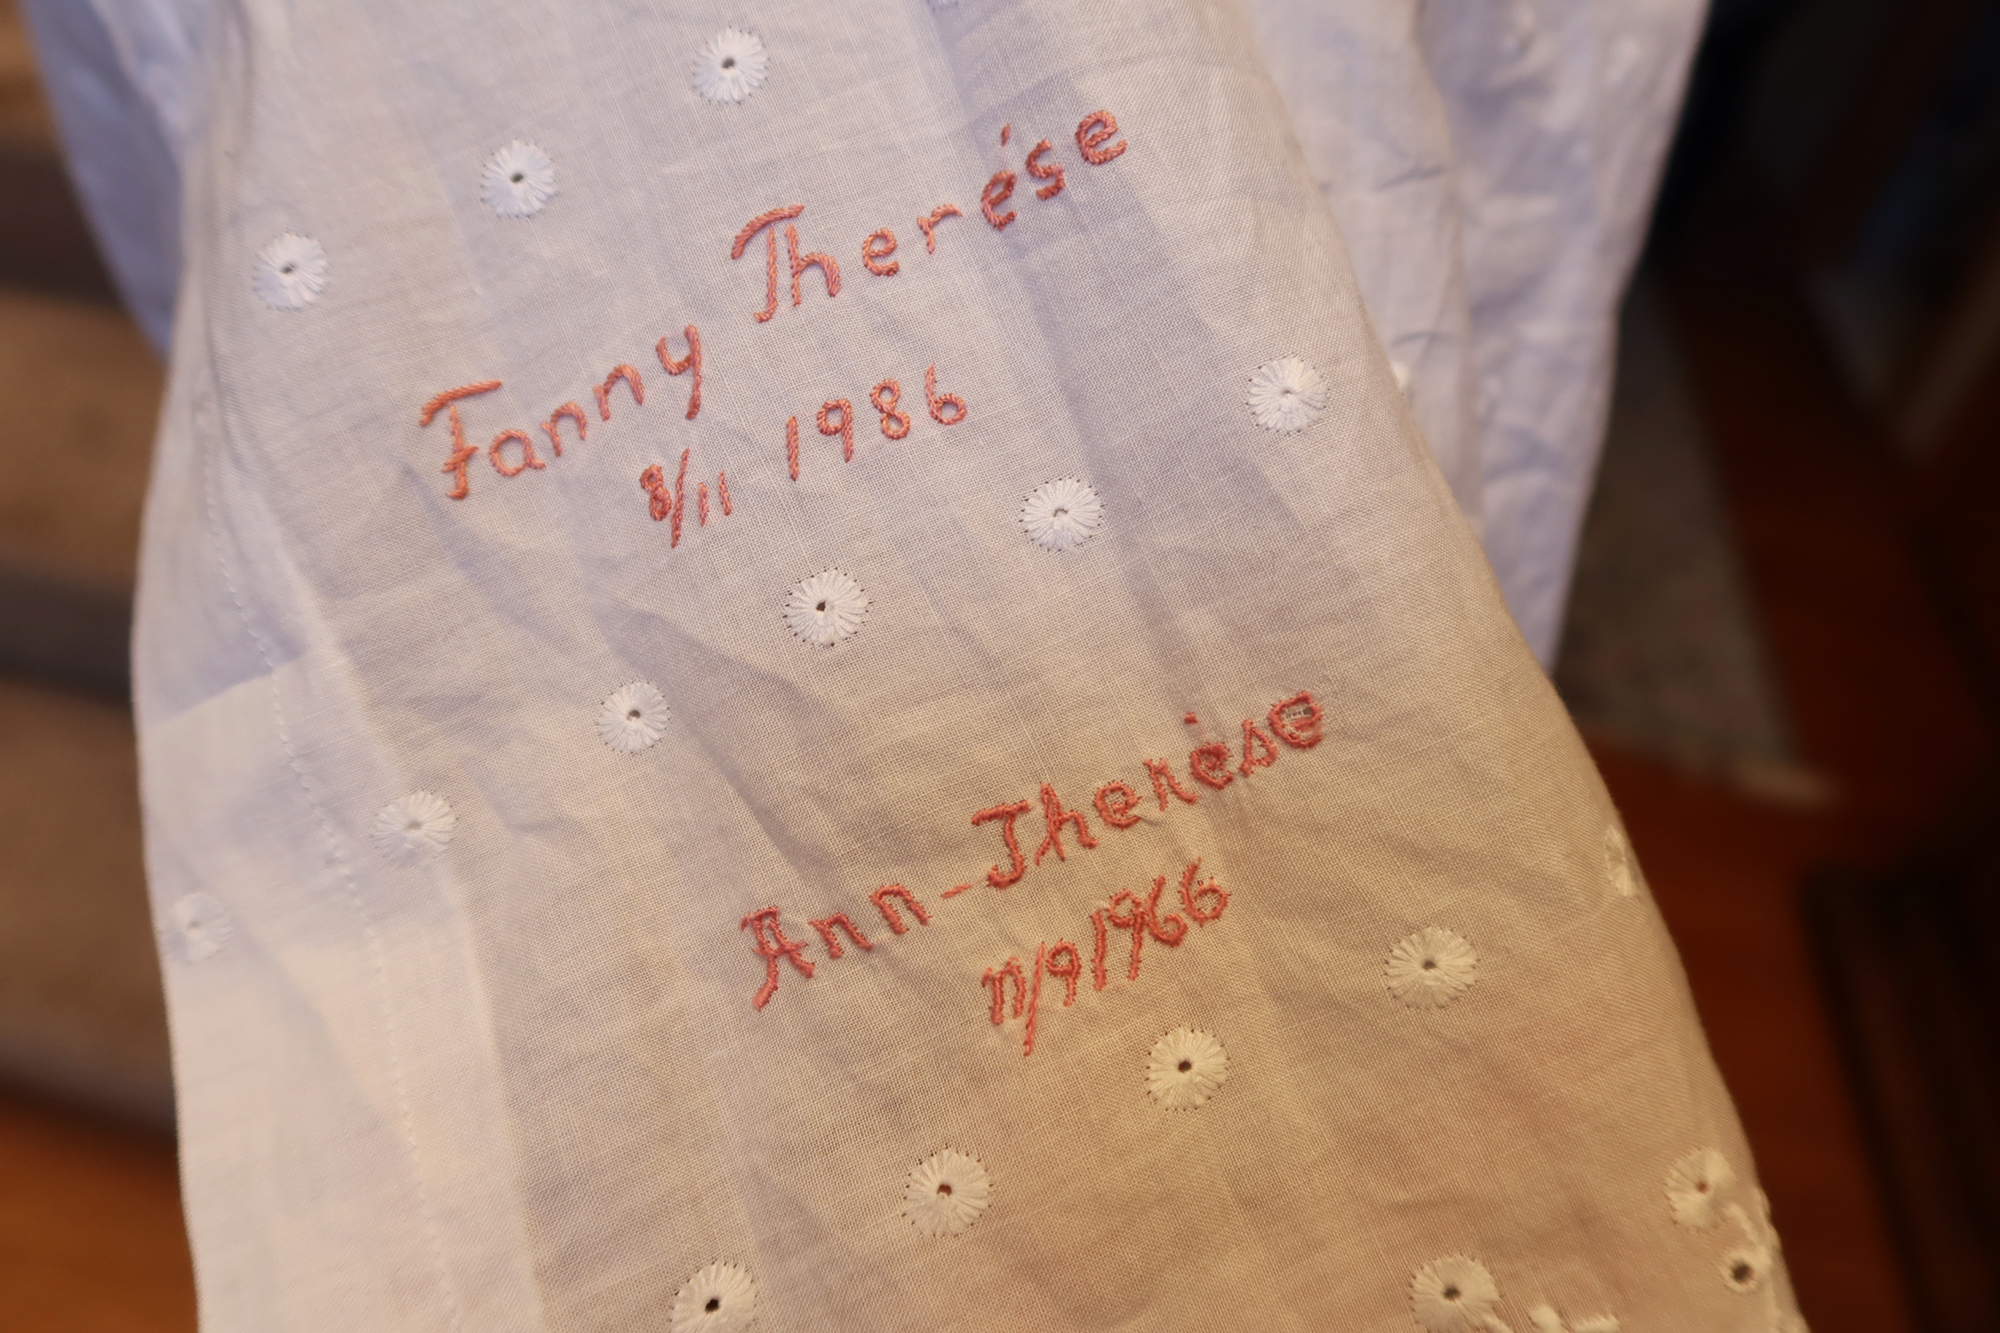 Fanny Therése
8/11 1986
Ann-Therése
11/9 1966